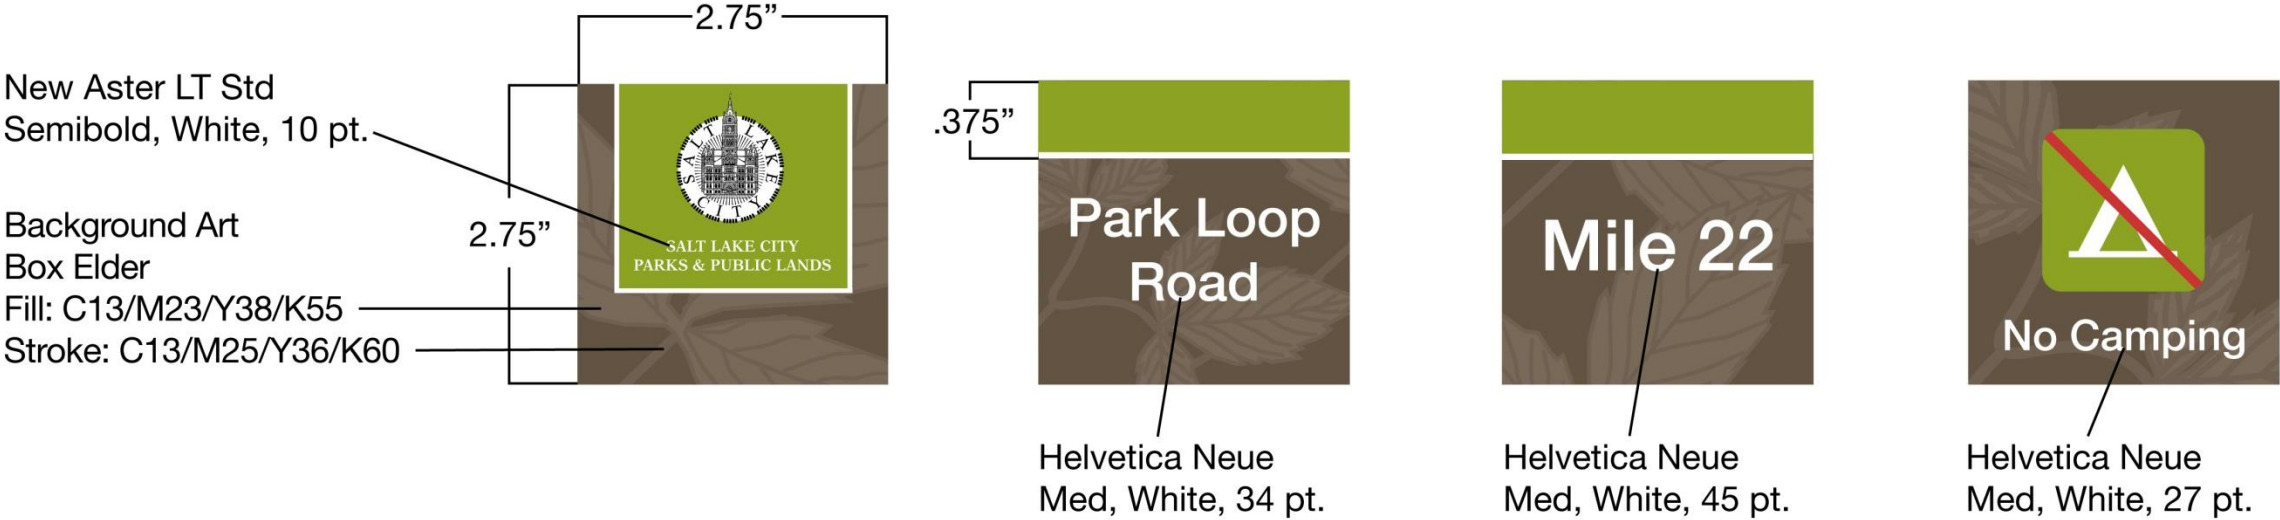 2.75”
New Aster LT Std
Semibold, White, 10 pt.
Background Art
Box Elder
Fill: C13/M23/Y38/K55
Stroke: C13/M25/Y36/K60
2.75”
SALT LAKE CITY
SALT LAKE CITY
PARKS & PUBLIC LANDS
.375”
Park Loop
Road
Helvetica Neue
Med, White, 34 pt.
Mile 22
Helvetica Neue
Med, White, 45 pt.
No Camping
Helvetica Neue
Med, White, 27 pt.